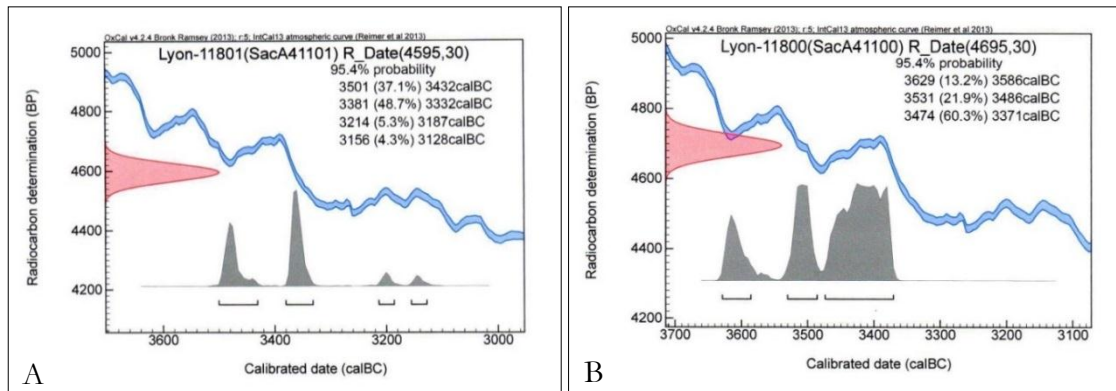 OxCal v4.2.4 Bronk Ramsey (2013); r:5; IntCal13 atmospheric curve (Reimer et al 2013)
Lyon-11801(SacA41101) R_Date(4595,30)
95.4% probability
3501 (37.1%) 3432calBC
3381 (48.7%) 3332calBC
3214 (5.3%) 3187calBC
3156 (4.3%) 3128calBC
Radiocarbon determination (BP)
5000
4800
4600
4400
4200
3600
3400
3200
3000
Calibrated date (calBC)
A
OxCal v4.2.4 Bronk Ramsey (2013); r:5; IntCal13 atmospheric curve (Reimer et al 2013)
Lyon-11800(SacA41100) R_Date(4695,30)
95.4% probability
3629 (13.2%) 3586calBC
3531 (21.9%) 3486calBC
3474 (60.3%) 3371calBC
Radiocarbon determination (BP)
5000
4800
4600
4400
4200
3700
3600
3500
3400
3300
3200
3100
Calibrated date (calBC)
B